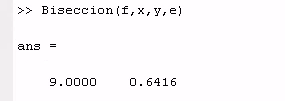 >> Biseccion(f,x,y,e)
ans =
9.0000 0.6416